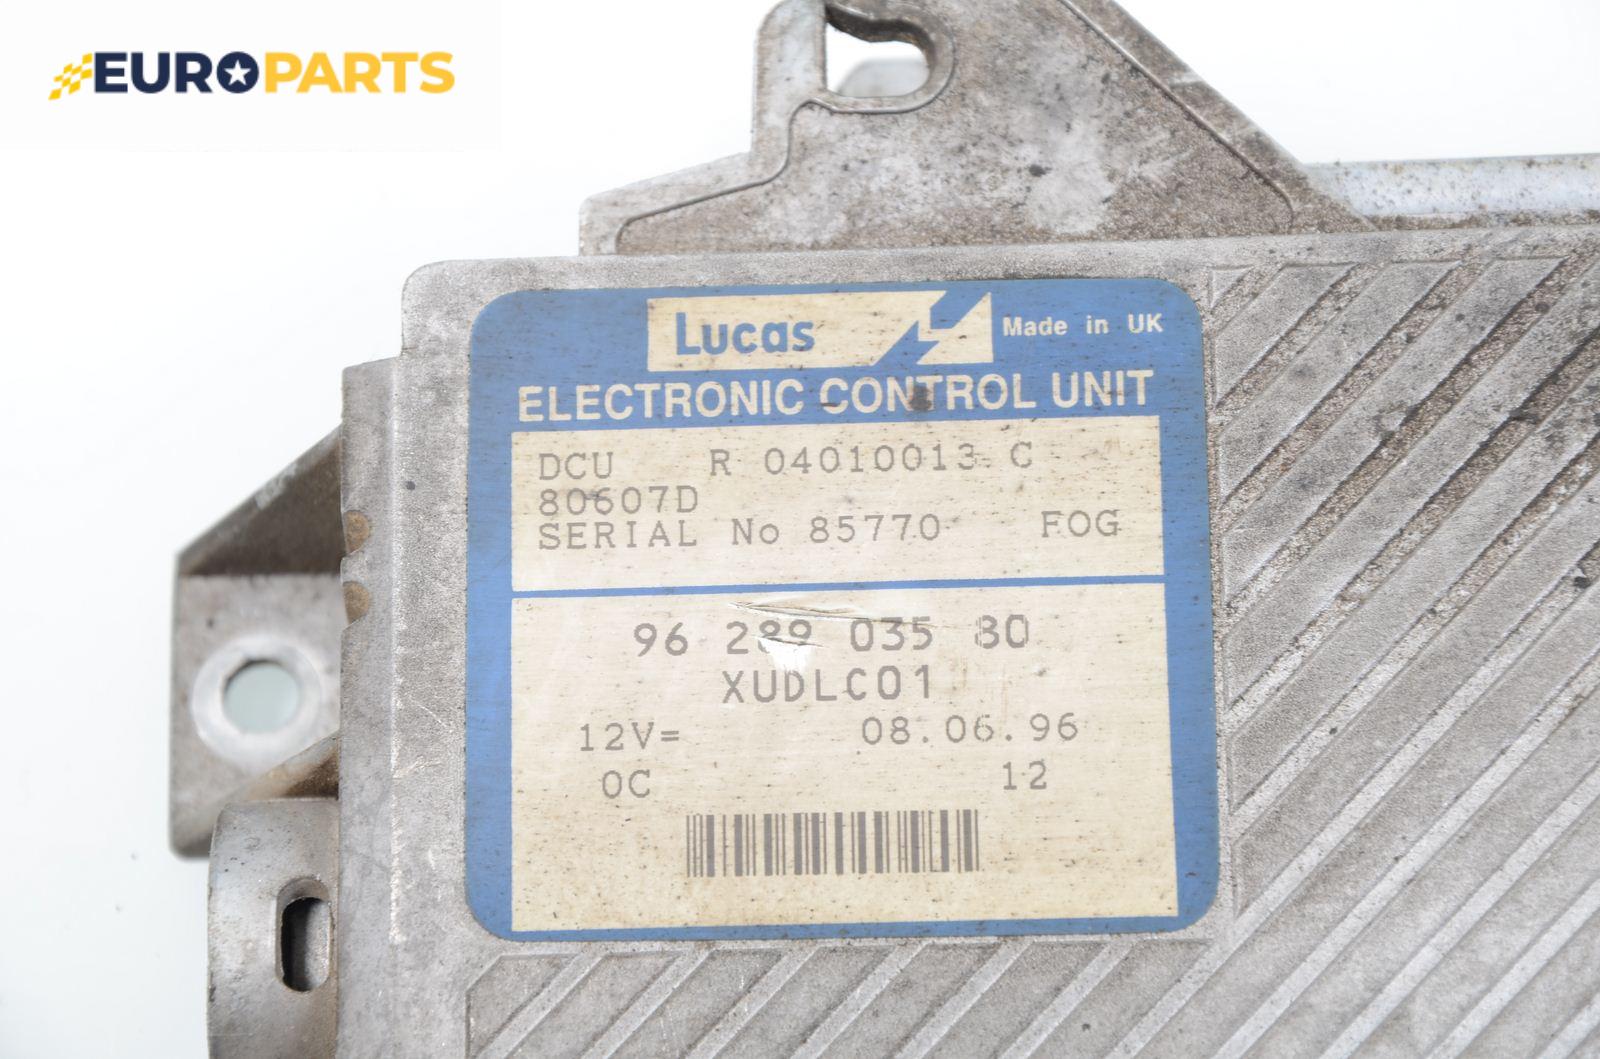 EUROPARTS
Lucas
Made in UK
ELECTRONIC CONTROL UNIT
DCU R 04010013 C
80607D
SERIAL No 85770 FOG
96 289 035 80
XUDLC01
12V= 08.06.96
0C 12